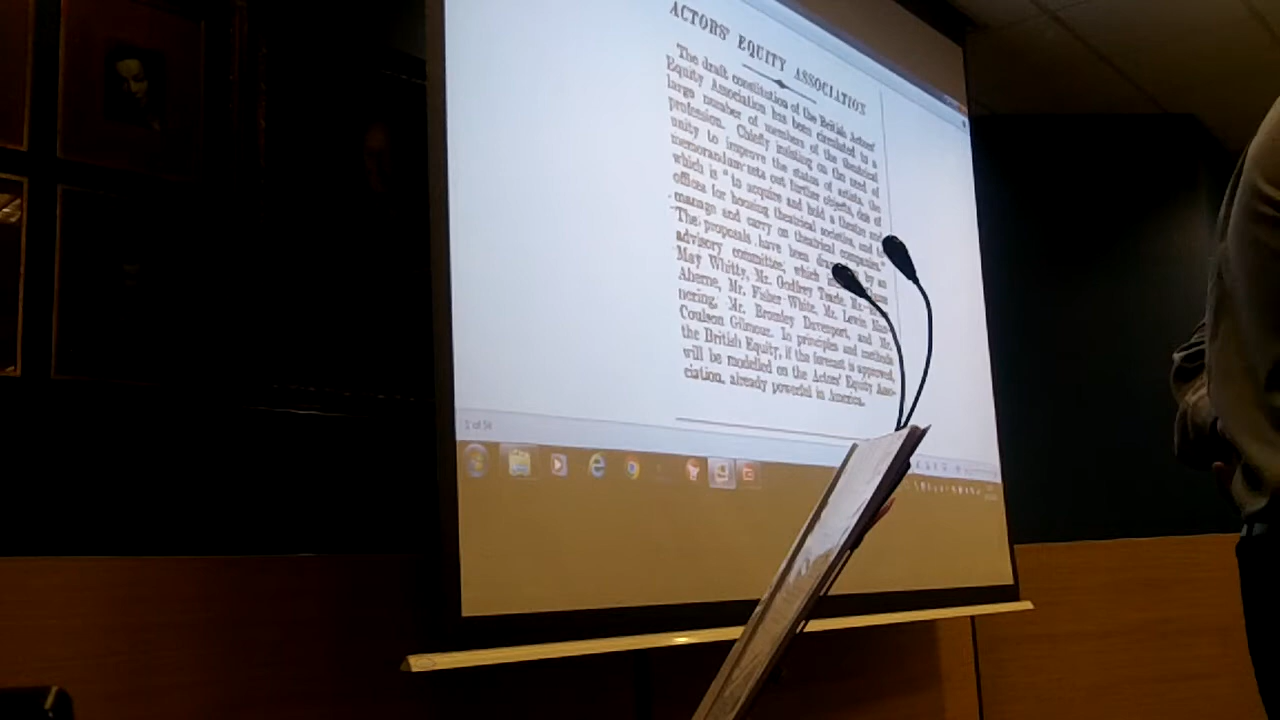 ACTORS' EQUITY ASSOCIATION
The draft constitution of the British Actors'
Equity Association has been circulated to a
large number of members of the theatrical
profession. Chiefly insisting on the need of
unity to improve the status of artists, the
memorandum sets out further objects, one of
which is "to acquire and hold a theatre and
offices for housing theatrical societies, and to
manage and carry on theatrical companies."
The proposals have been by an
advisory committee, which
May Whitty, Mr. Godfrey Tearle, Mr.
Aherne, Mr. Fisher White, Mr. Lewin
nering, Mr. Bromley Davenport, and Mr.
Coulson Gilmour. In principles and methods
the British Equity, if the forecast is approved,
will be modelled on the Actors' Equity Asso-
ciation, already powerful in America.